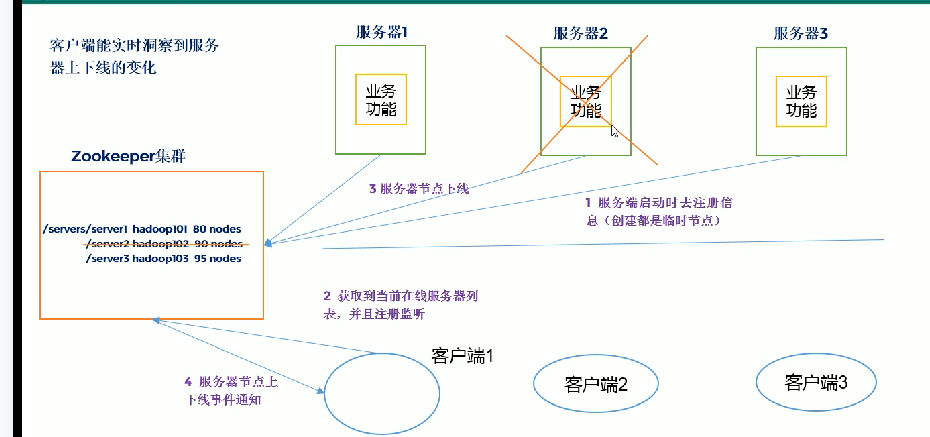 客户端能实时洞察到服务
器上下线的变化
服务器1
服务器2
服务器3
业务
功能
业务
功能
业务
功能
Zookeeper集群
/servers/server1 hadoop101 80 nodes
/server2 hadoop102 90 nodes
/server3 hadoop103 95 nodes
3 服务器节点下线
1 服务端启动时去注册信
息（创建都是临时节点）
2 获取到当前在线服务器列
表，并且注册监听
4 服务器节点上
下线事件通知
客户端1
客户端2
客户端3